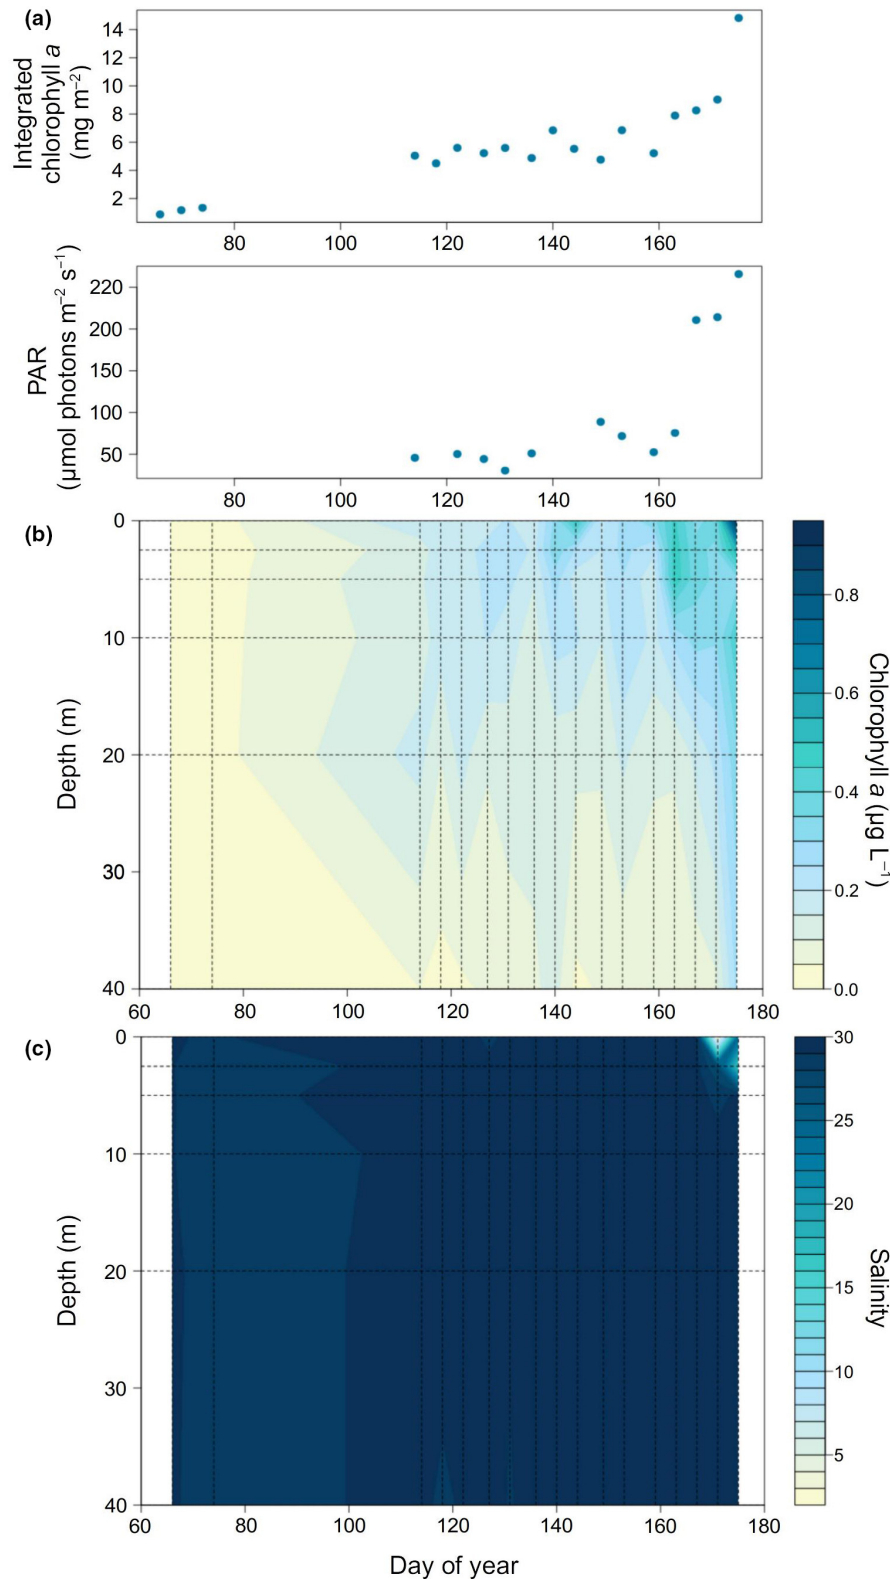 (a)
Integrated
chlorophyll a
(mg m⁻²)
14
12
10
8
6
4
2
80 100 120 140 160
PAR
(µmol photons m⁻² s⁻¹)
220
200
150
100
50
80 100 120 140 160
(b)
Depth (m)
0
10
20
30
40
60 80 100 120 140 160 180
0.8
0.6
0.4
0.2
0.0
Chlorophyll a (µg L⁻¹)
(c)
Depth (m)
0
10
20
30
40
60 80 100 120 140 160 180
30
25
20
15
10
5
Salinity
Day of year